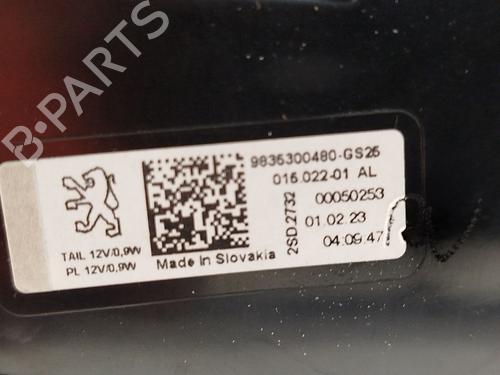 B-PARTS
9835300480-GS25
016.022-01 AL
2SD.2732
00050253
01.02.23
04:09:47
TAIL 12V/0,9W
PL 12V/0,9W
Made in Slovakia